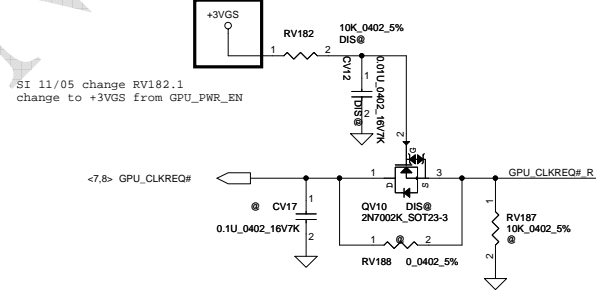 +3VGS
RV182
10K_0402_5%
DIS@
1
2
SI 11/05 change RV182.1
change to +3VGS from GPU_PWR_EN
CV12
1
2
DIS@
0.01U_0402_16V7K
2
G
<7,8> GPU_CLKREQ#
1
D
S
3
GPU_CLKREQ#_R
@ CV17
0.1U_0402_16V7K
1
2
QV10 DIS@
2N7002K_SOT23-3
1
@
2
RV188 0_0402_5%
1
2
RV187
10K_0402_5%
@